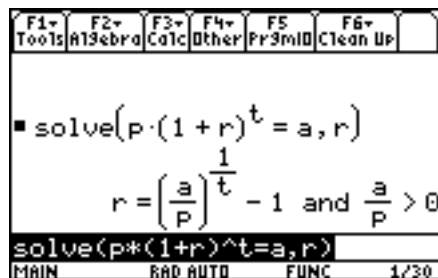 F1▾ F2▾ F3▾ F4▾ F5 F6▾
Tools Algebra Calc Other PrgmIO Clean Up
▪ solve(p·(1 + r)^t = a, r)
r = (a/p)^(1/t) - 1 and a/p > 0
solve(p*(1+r)^t=a,r)
MAIN RAD AUTO FUNC 1/30